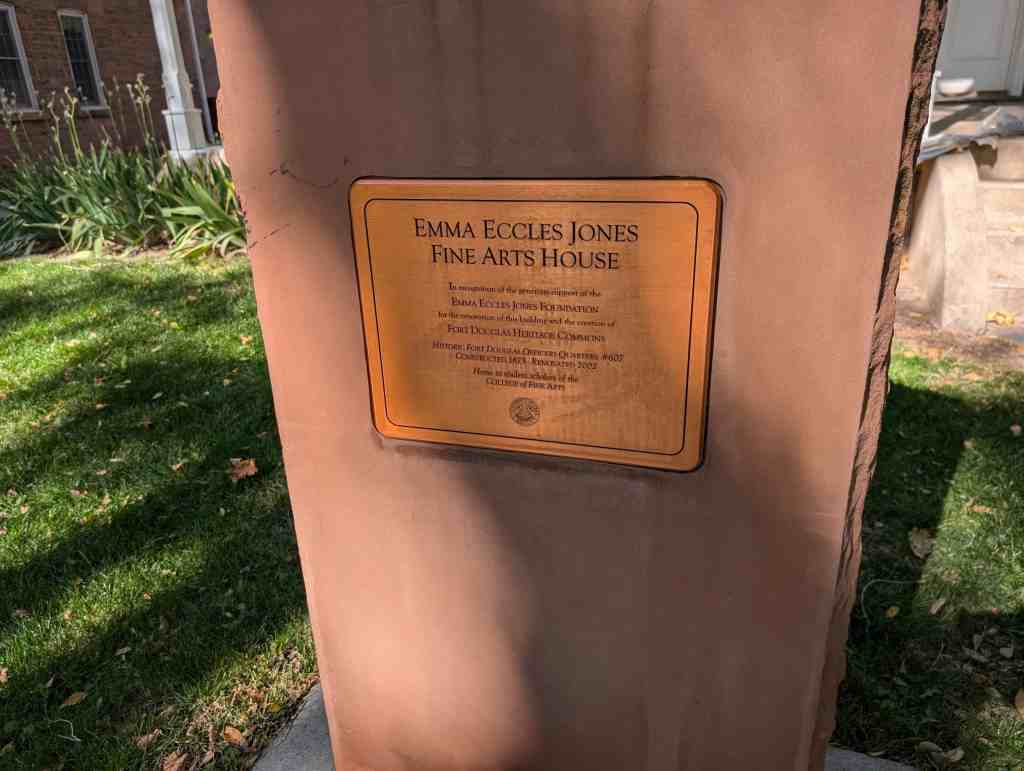 EMMA ECCLES JONES
FINE ARTS HOUSE
In recognition of the generous support of the
EMMA ECCLES JONES FOUNDATION
for the renovation of this building and the creation of
FORT DOUGLAS HERITAGE COMMONS
HISTORIC FORT DOUGLAS OFFICERS QUARTERS #607
CONSTRUCTED 1875 - RENOVATED 2002
Home to student scholars of the
COLLEGE of FINE ARTS